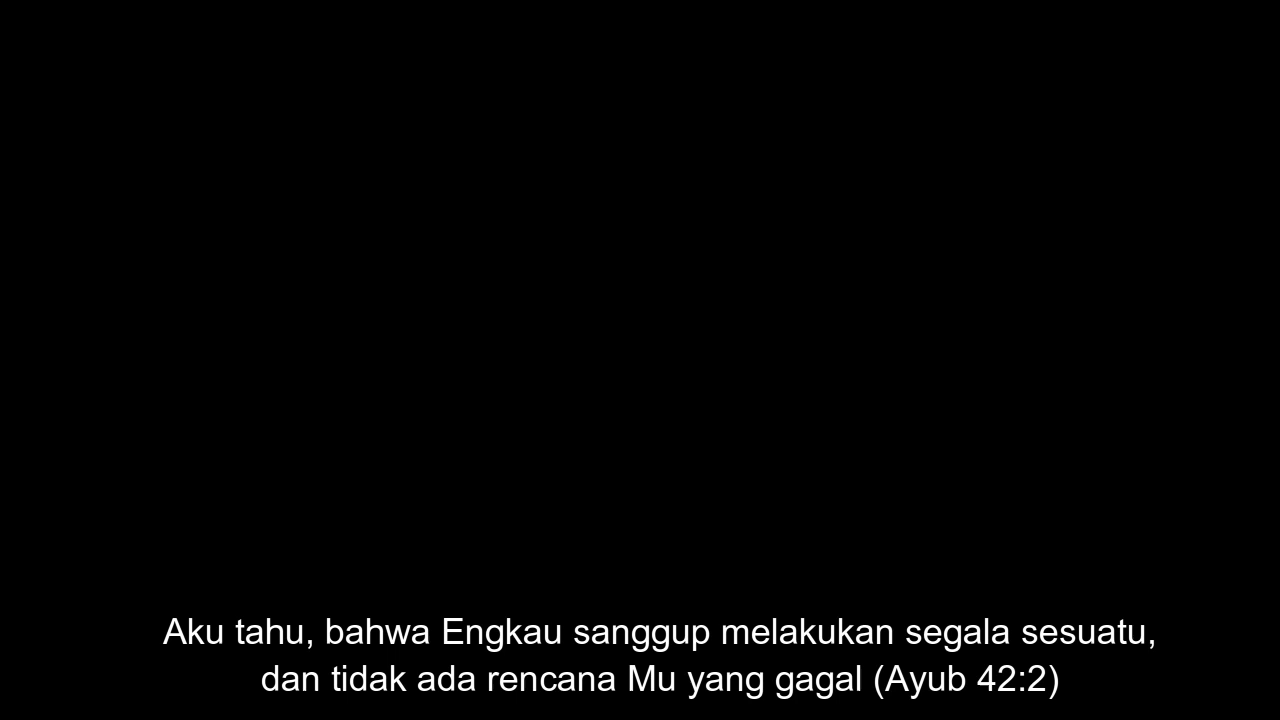 Aku tahu, bahwa Engkau sanggup melakukan segala sesuatu,
dan tidak ada rencana Mu yang gagal (Ayub 42:2)